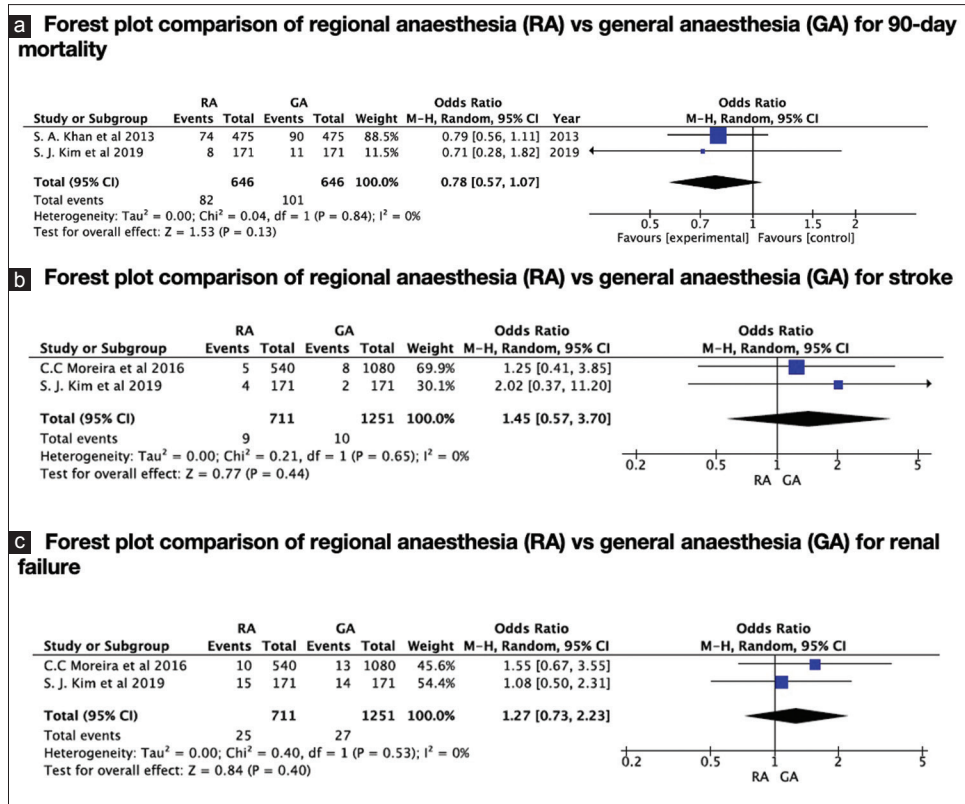 a Forest plot comparison of regional anaesthesia (RA) vs general anaesthesia (GA) for 90-day
mortality
RA GA Odds Ratio Odds Ratio
Study or Subgroup Events Total Events Total Weight M-H, Random, 95% CI Year M-H, Random, 95% CI
S. A. Khan et al 2013 74 475 90 475 88.5% 0.79 [0.56, 1.11] 2013
S. J. Kim et al 2019 8 171 11 171 11.5% 0.71 [0.28, 1.82] 2019
Total (95% CI) 646 646 100.0% 0.78 [0.57, 1.07]
Total events 82 101
Heterogeneity: Tau² = 0.00; Chi² = 0.04, df = 1 (P = 0.84); I² = 0%
Test for overall effect: Z = 1.53 (P = 0.13)
0.5 0.7 1 1.5 2
Favours [experimental] Favours [control]
b Forest plot comparison of regional anaesthesia (RA) vs general anaesthesia (GA) for stroke
RA GA Odds Ratio Odds Ratio
Study or Subgroup Events Total Events Total Weight M-H, Random, 95% CI M-H, Random, 95% CI
C.C Moreira et al 2016 5 540 8 1080 69.9% 1.25 [0.41, 3.85]
S. J. Kim et al 2019 4 171 2 171 30.1% 2.02 [0.37, 11.20]
Total (95% CI) 711 1251 100.0% 1.45 [0.57, 3.70]
Total events 9 10
Heterogeneity: Tau² = 0.00; Chi² = 0.21, df = 1 (P = 0.65); I² = 0%
Test for overall effect: Z = 0.77 (P = 0.44)
0.2 0.5 1 2 5
RA GA
c Forest plot comparison of regional anaesthesia (RA) vs general anaesthesia (GA) for renal
failure
RA GA Odds Ratio Odds Ratio
Study or Subgroup Events Total Events Total Weight M-H, Random, 95% CI M-H, Random, 95% CI
C.C Moreira et al 2016 10 540 13 1080 45.6% 1.55 [0.67, 3.55]
S. J. Kim et al 2019 15 171 14 171 54.4% 1.08 [0.50, 2.31]
Total (95% CI) 711 1251 100.0% 1.27 [0.73, 2.23]
Total events 25 27
Heterogeneity: Tau² = 0.00; Chi² = 0.40, df = 1 (P = 0.53); I² = 0%
Test for overall effect: Z = 0.84 (P = 0.40)
0.2 0.5 1 2 5
RA GA